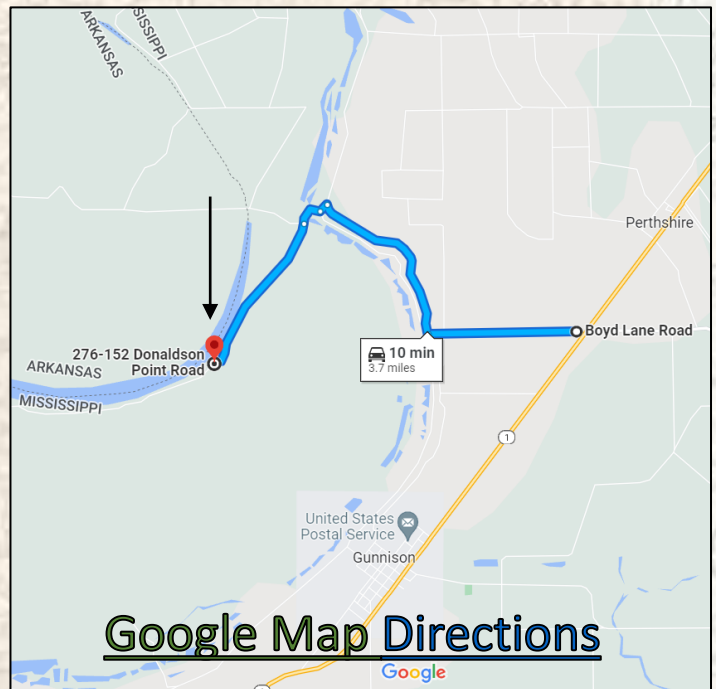 MISSISSIPPI
ARKANSAS
Perthshire
Boyd Lane Road
10 min
3.7 miles
276-152 Donaldson
Point Road
ARKANSAS
MISSISSIPPI
1
United States
Postal Service
Gunnison
Google Map Directions
Google